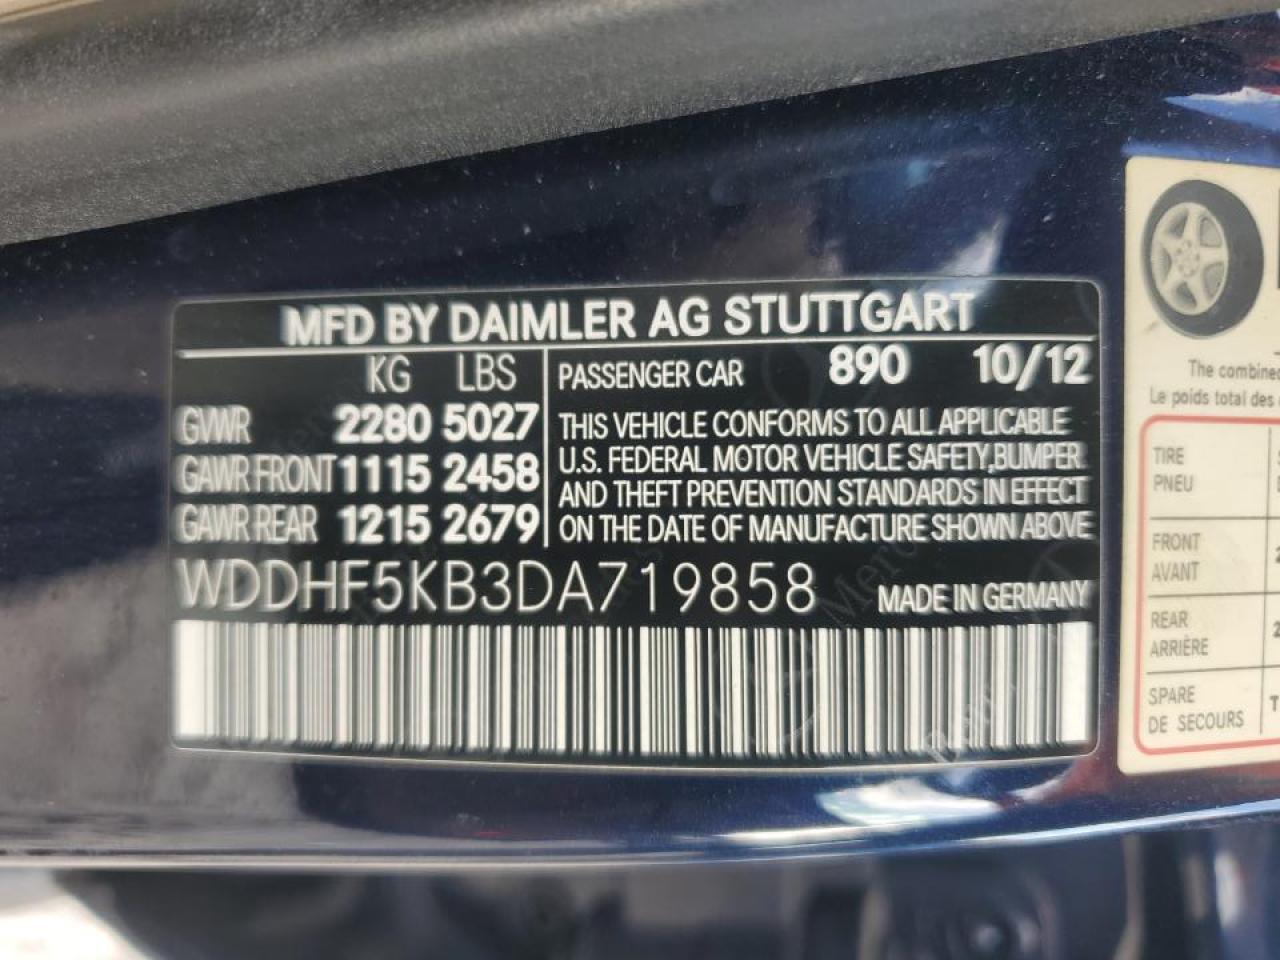 MFD BY DAIMLER AG STUTTGART
KG LBS
GVWR 2280 5027
GAWR FRONT 1115 2458
GAWR REAR 1215 2679
PASSENGER CAR 890 10/12
THIS VEHICLE CONFORMS TO ALL APPLICABLE
U.S. FEDERAL MOTOR VEHICLE SAFETY, BUMPER
AND THEFT PREVENTION STANDARDS IN EFFECT
ON THE DATE OF MANUFACTURE SHOWN ABOVE
WDDHF5KB3DA719858 MADE IN GERMANY
The combined
Le poids total des
TIRE
PNEU
FRONT
AVANT
REAR
ARRIÈRE
SPARE
DE SECOURS